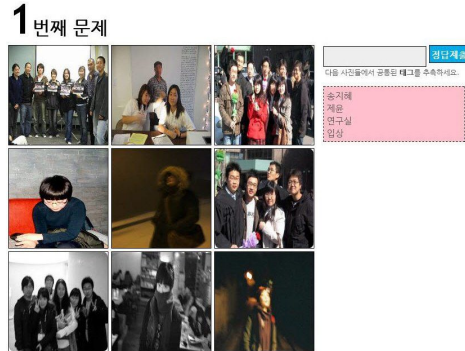 1번째 문제
정답제출
다음 사진들에서 공통된 태그를 추측하세요.
송지혜
제윤
연구실
입상